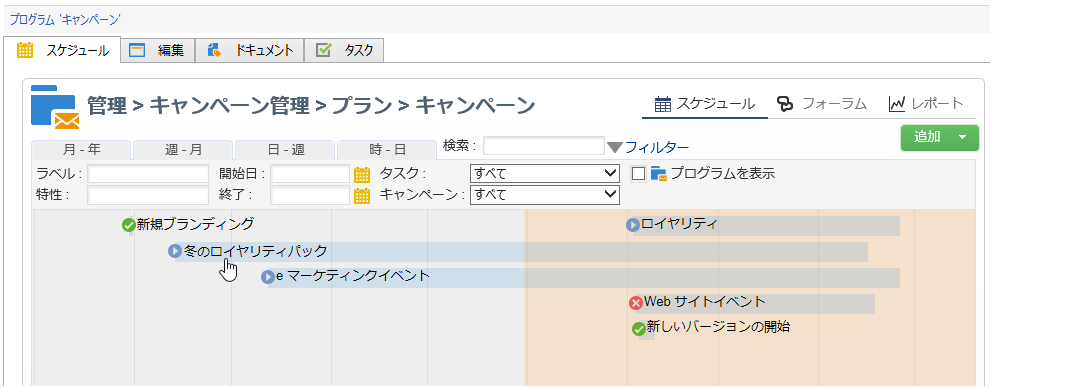 プログラム 'キャンペーン'
スケジュール 編集 ドキュメント タスク
管理 > キャンペーン管理 > プラン > キャンペーン
スケジュール フォーラム レポート
追加
月 - 年 週 - 月 日 - 週 時 - 日 検索 : フィルター
ラベル : 開始日 : タスク : すべて プログラムを表示
特性 : 終了 : キャンペーン : すべて
新規ブランディング ロイヤリティ
冬のロイヤリティパック
e マーケティングイベント
Web サイトイベント
新しいバージョンの開始